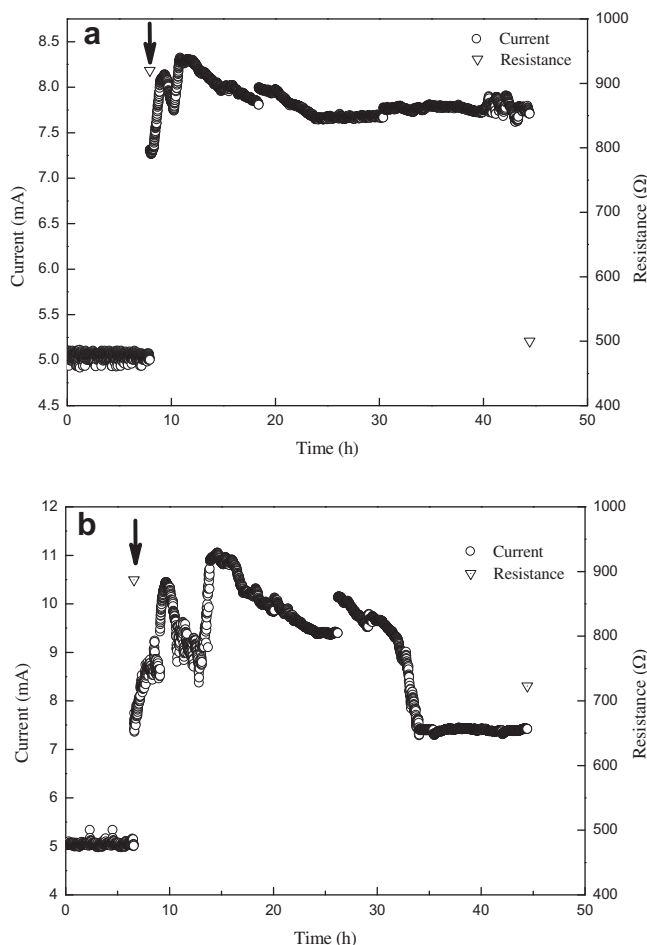 a
Current
Resistance
Current (mA)
8.5
8.0
7.5
7.0
6.5
6.0
5.5
5.0
4.5
1000
900
800
700
600
500
400
Resistance (Ω)
0 10 20 30 40 50
Time (h)
b
Current
Resistance
Current (mA)
12
11
10
9
8
7
6
5
4
1000
900
800
700
600
500
400
Resistance (Ω)
0 10 20 30 40 50
Time (h)